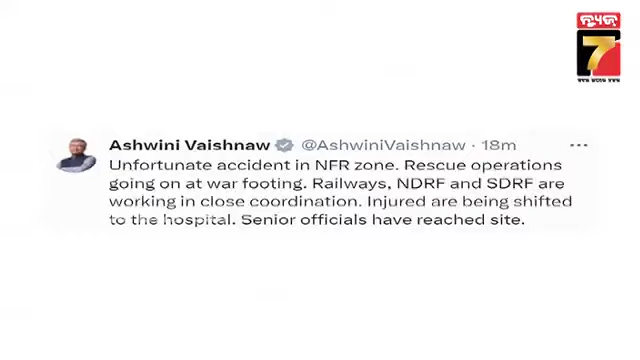 ନ୍ୟୁଜ୍
7
Ashwini Vaishnaw @AshwiniVaishnaw · 18m
Unfortunate accident in NFR zone. Rescue operations
going on at war footing. Railways, NDRF and SDRF are
working in close coordination. Injured are being shifted
to the hospital. Senior officials have reached site.